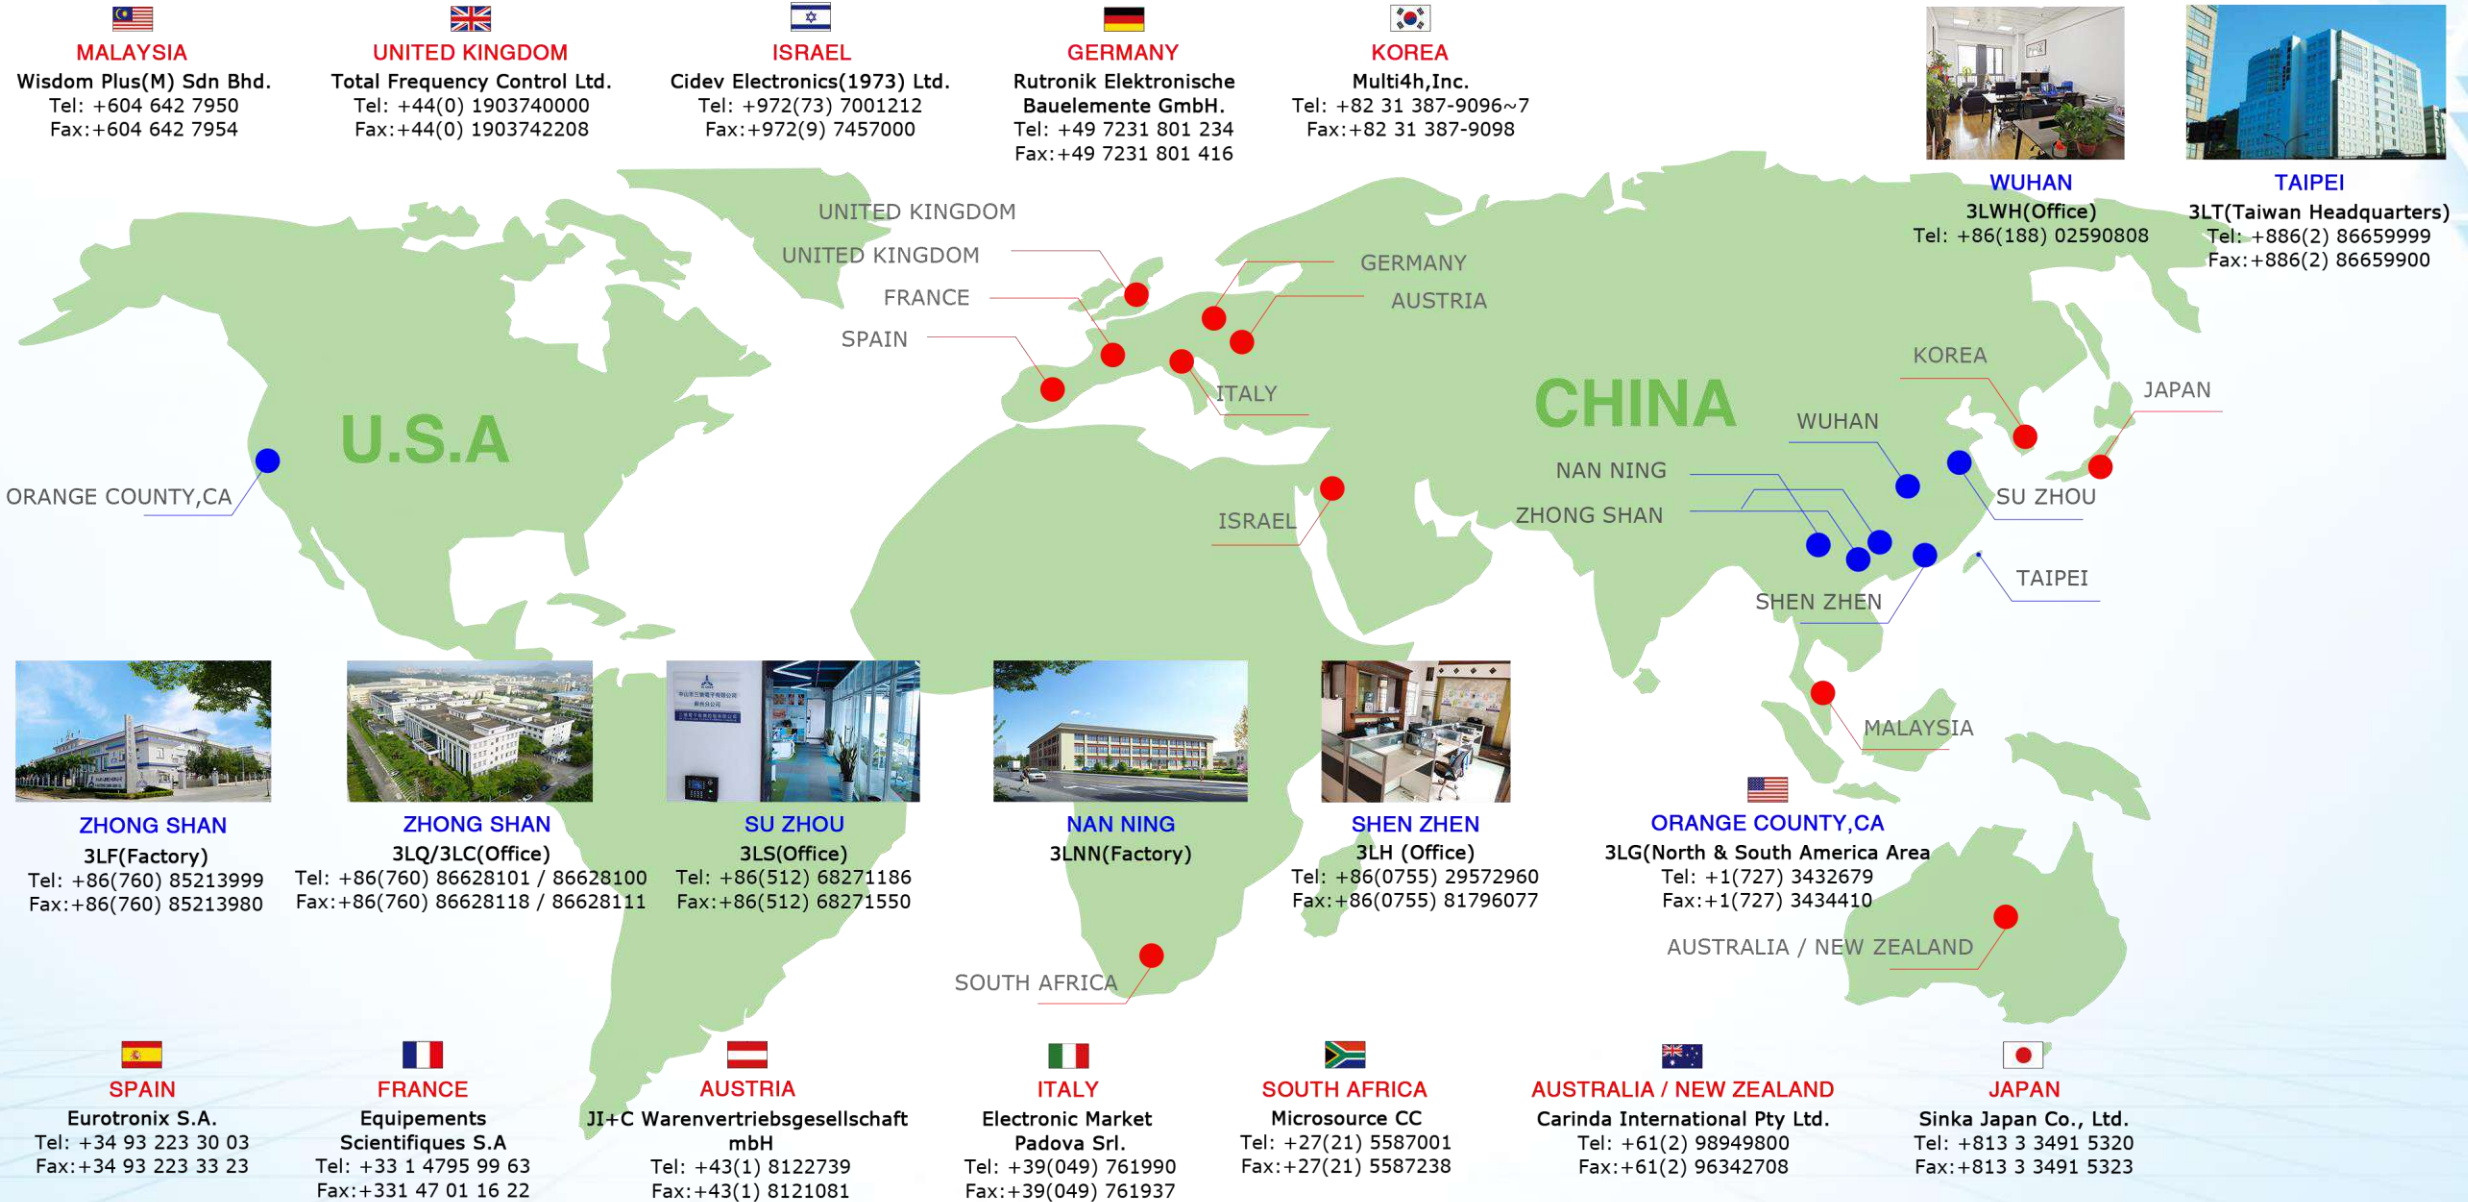 MALAYSIA
Wisdom Plus(M) Sdn Bhd.
Tel: +604 642 7950
Fax:+604 642 7954
UNITED KINGDOM
Total Frequency Control Ltd.
Tel: +44(0) 1903740000
Fax:+44(0) 1903742208
ISRAEL
Cidev Electronics(1973) Ltd.
Tel: +972(73) 7001212
Fax:+972(9) 7457000
GERMANY
Rutronik Elektronische
Bauelemente GmbH.
Tel: +49 7231 801 234
Fax:+49 7231 801 416
KOREA
Multi4h,Inc.
Tel: +82 31 387-9096~7
Fax:+82 31 387-9098
WUHAN
3LWH(Office)
Tel: +86(188) 02590808
TAIPEI
3LT(Taiwan Headquarters)
Tel: +886(2) 86659999
Fax:+886(2) 86659900
UNITED KINGDOM
UNITED KINGDOM
FRANCE
SPAIN
GERMANY
AUSTRIA
ITALY
U.S.A
CHINA
KOREA
JAPAN
WUHAN
NAN NING
ZHONG SHAN
SU ZHOU
ORANGE COUNTY,CA
ISRAEL
TAIPEI
SHEN ZHEN
MALAYSIA
ZHONG SHAN
3LF(Factory)
Tel: +86(760) 85213999
Fax:+86(760) 85213980
ZHONG SHAN
3LQ/3LC(Office)
Tel: +86(760) 86628101 / 86628100
Fax:+86(760) 86628118 / 86628111
SU ZHOU
3LS(Office)
Tel: +86(512) 68271186
Fax:+86(512) 68271550
NAN NING
3LNN(Factory)
SHEN ZHEN
3LH (Office)
Tel: +86(0755) 29572960
Fax:+86(0755) 81796077
ORANGE COUNTY,CA
3LG(North & South America Area
Tel: +1(727) 3432679
Fax:+1(727) 3434410
AUSTRALIA / NEW ZEALAND
SOUTH AFRICA
SPAIN
Eurotronix S.A.
Tel: +34 93 223 30 03
Fax:+34 93 223 33 23
FRANCE
Equipements
Scientifiques S.A
Tel: +33 1 4795 99 63
Fax:+331 47 01 16 22
AUSTRIA
JI+C Warenvertriebsgesellschaft
mbH
Tel: +43(1) 8122739
Fax:+43(1) 8121081
ITALY
Electronic Market
Padova Srl.
Tel: +39(049) 761990
Fax:+39(049) 761937
SOUTH AFRICA
Microsource CC
Tel: +27(21) 5587001
Fax:+27(21) 5587238
AUSTRALIA / NEW ZEALAND
Carinda International Pty Ltd.
Tel: +61(2) 98949800
Fax:+61(2) 96342708
JAPAN
Sinka Japan Co., Ltd.
Tel: +813 3 3491 5320
Fax:+813 3 3491 5323